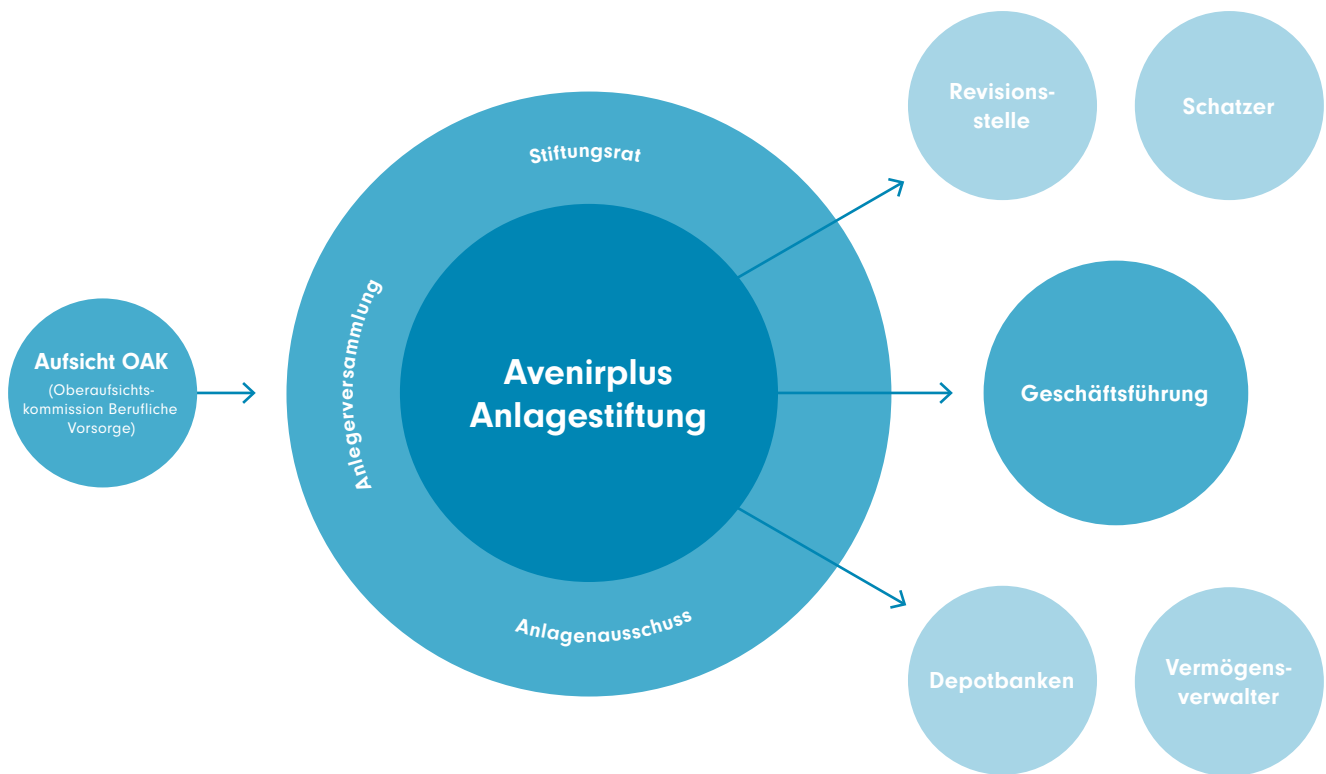 Aufsicht OAK
(Oberaufsichts-
kommission Berufliche
Vorsorge)
Stiftungsrat
Anlegerversammlung
Anlagenausschuss
Avenirplus
Anlagestiftung
Revisions-
stelle
Schatzer
Geschäftsführung
Depotbanken
Vermögens-
verwalter